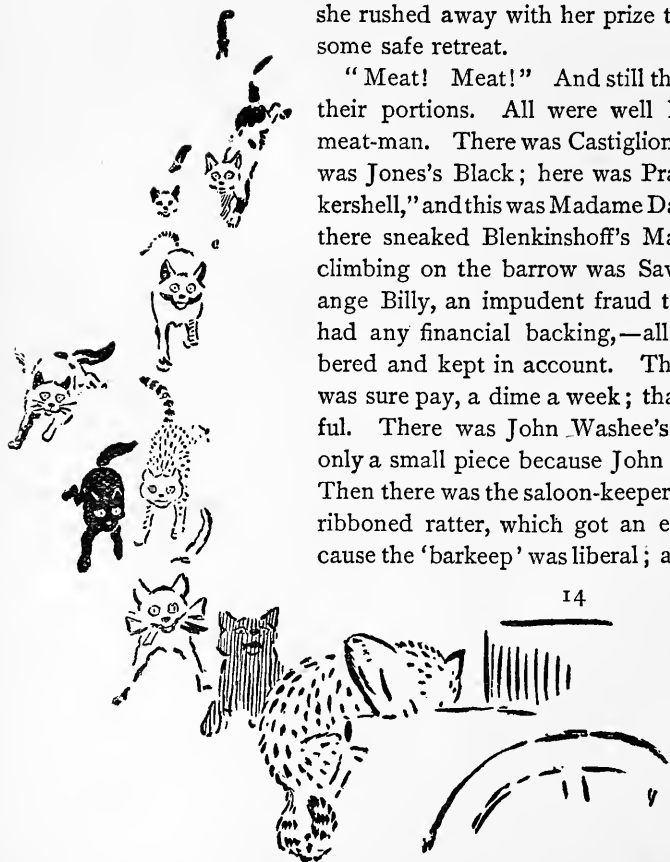 she rushed away with her prize t
some safe retreat.
“Meat! Meat!” And still th
their portions. All were well
meat-man. There was Castiglion
was Jones's Black; here was Pra
kershell,” and this was Madame Da
there sneaked Blenkinshoff's Ma
climbing on the barrow was Saw
ange Billy, an impudent fraud t
had any financial backing,—all
bered and kept in account. Th
was sure pay, a dime a week; tha
ful. There was John Washee's
only a small piece because John
Then there was the saloon-keeper
ribboned ratter, which got an e
cause the ‘barkeep’ was liberal; a
14